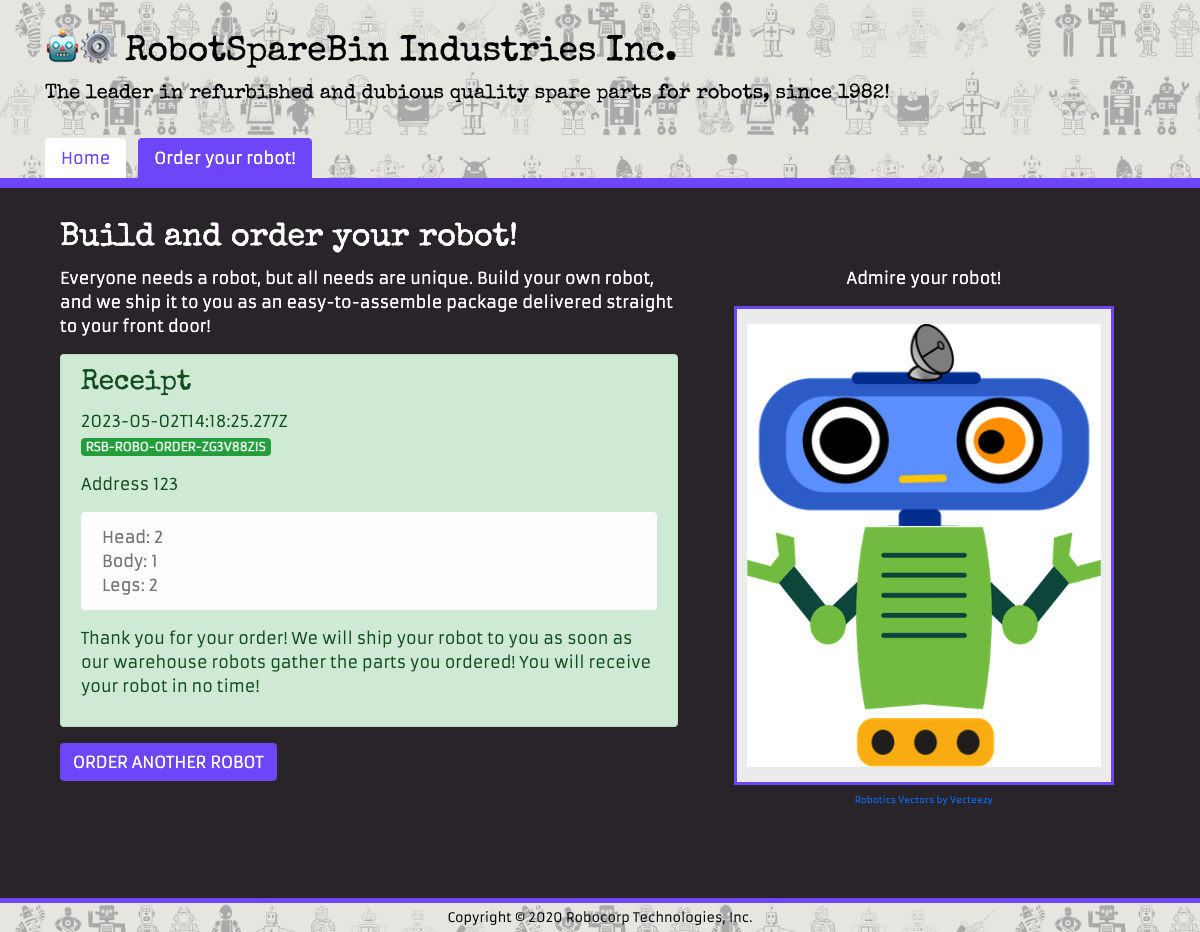 RobotSpareBin Industries Inc.
The leader in refurbished and dubious quality spare parts for robots, since 1982!
Home
Order your robot!
Build and order your robot!
Everyone needs a robot, but all needs are unique. Build your own robot,
and we ship it to you as an easy-to-assemble package delivered straight
to your front door!
Receipt
2023-05-02T14:18:25.277Z
RSB-ROBO-ORDER-ZG3V88ZIS
Address 123
Head: 2
Body: 1
Legs: 2
Thank you for your order! We will ship your robot to you as soon as
our warehouse robots gather the parts you ordered! You will receive
your robot in no time!
ORDER ANOTHER ROBOT
Admire your robot!
Robotics Vectors by Vecteezy
Copyright © 2020 Robocorp Technologies, Inc.